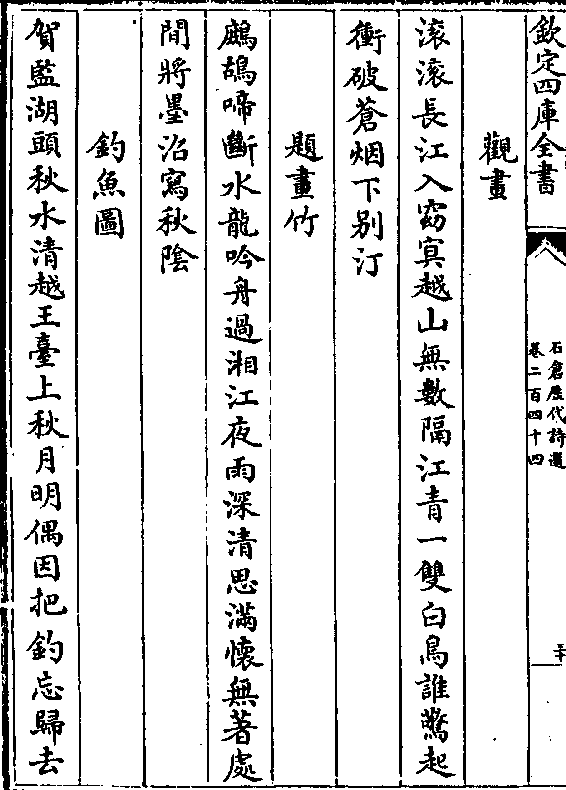 欽定四庫全書
石倉歷代詩選
卷二百四十四
二十
觀畫
滚滚長江入窈冥越山無數隔江青一雙白鳥誰驚起
衝破蒼烟下别汀
題畫竹
鷓鴣啼斷水龍吟舟過湘江夜雨深清思滿懷無著處
間將墨沼寫秋陰
釣魚圖
賀監湖頭秋水清越王臺上秋月明偶因把釣忘歸去